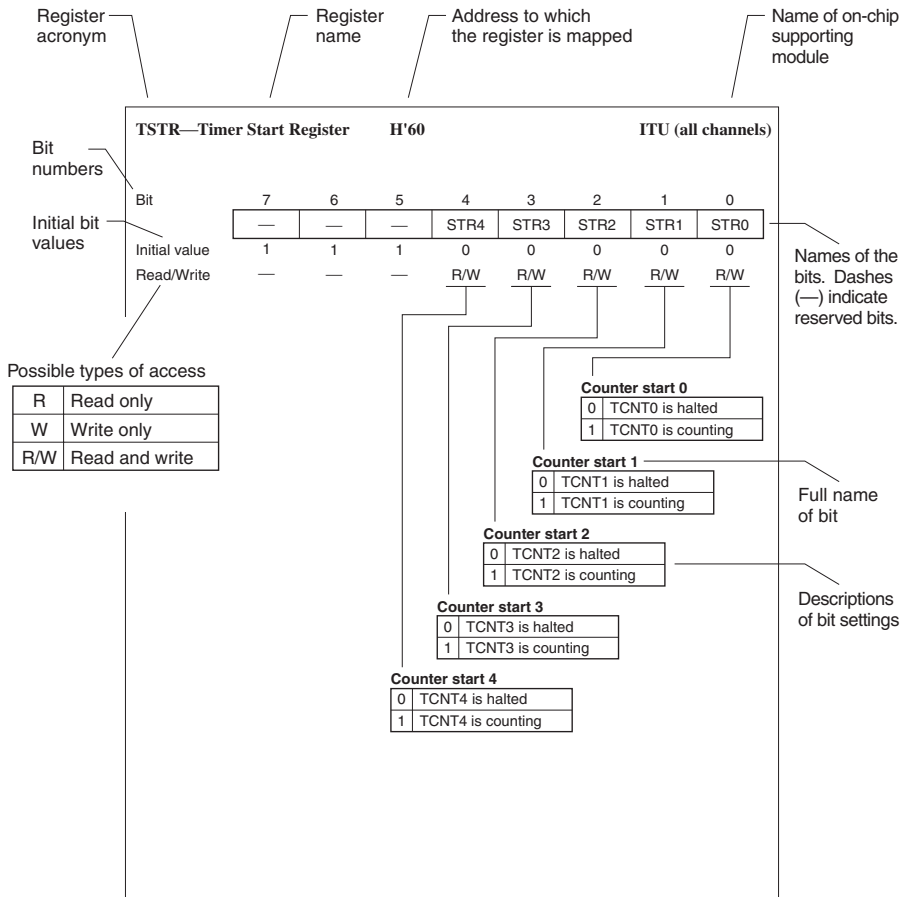 Register
acronym
Register
name
Address to which
the register is mapped
Name of on-chip
supporting
module
TSTR—Timer Start Register H'60 ITU (all channels)
Bit
numbers
Bit 7 6 5 4 3 2 1 0
— — — STR4 STR3 STR2 STR1 STR0
Initial bit
values
Initial value 1 1 1 0 0 0 0 0
Read/Write — — — R/W R/W R/W R/W R/W
Names of the
bits. Dashes
(—) indicate
reserved bits.
Possible types of access
R Read only
W Write only
R/W Read and write
Counter start 0
0 TCNT0 is halted
1 TCNT0 is counting
Counter start 1
0 TCNT1 is halted
1 TCNT1 is counting
Full name
of bit
Counter start 2
0 TCNT2 is halted
1 TCNT2 is counting
Descriptions
of bit settings
Counter start 3
0 TCNT3 is halted
1 TCNT3 is counting
Counter start 4
0 TCNT4 is halted
1 TCNT4 is counting